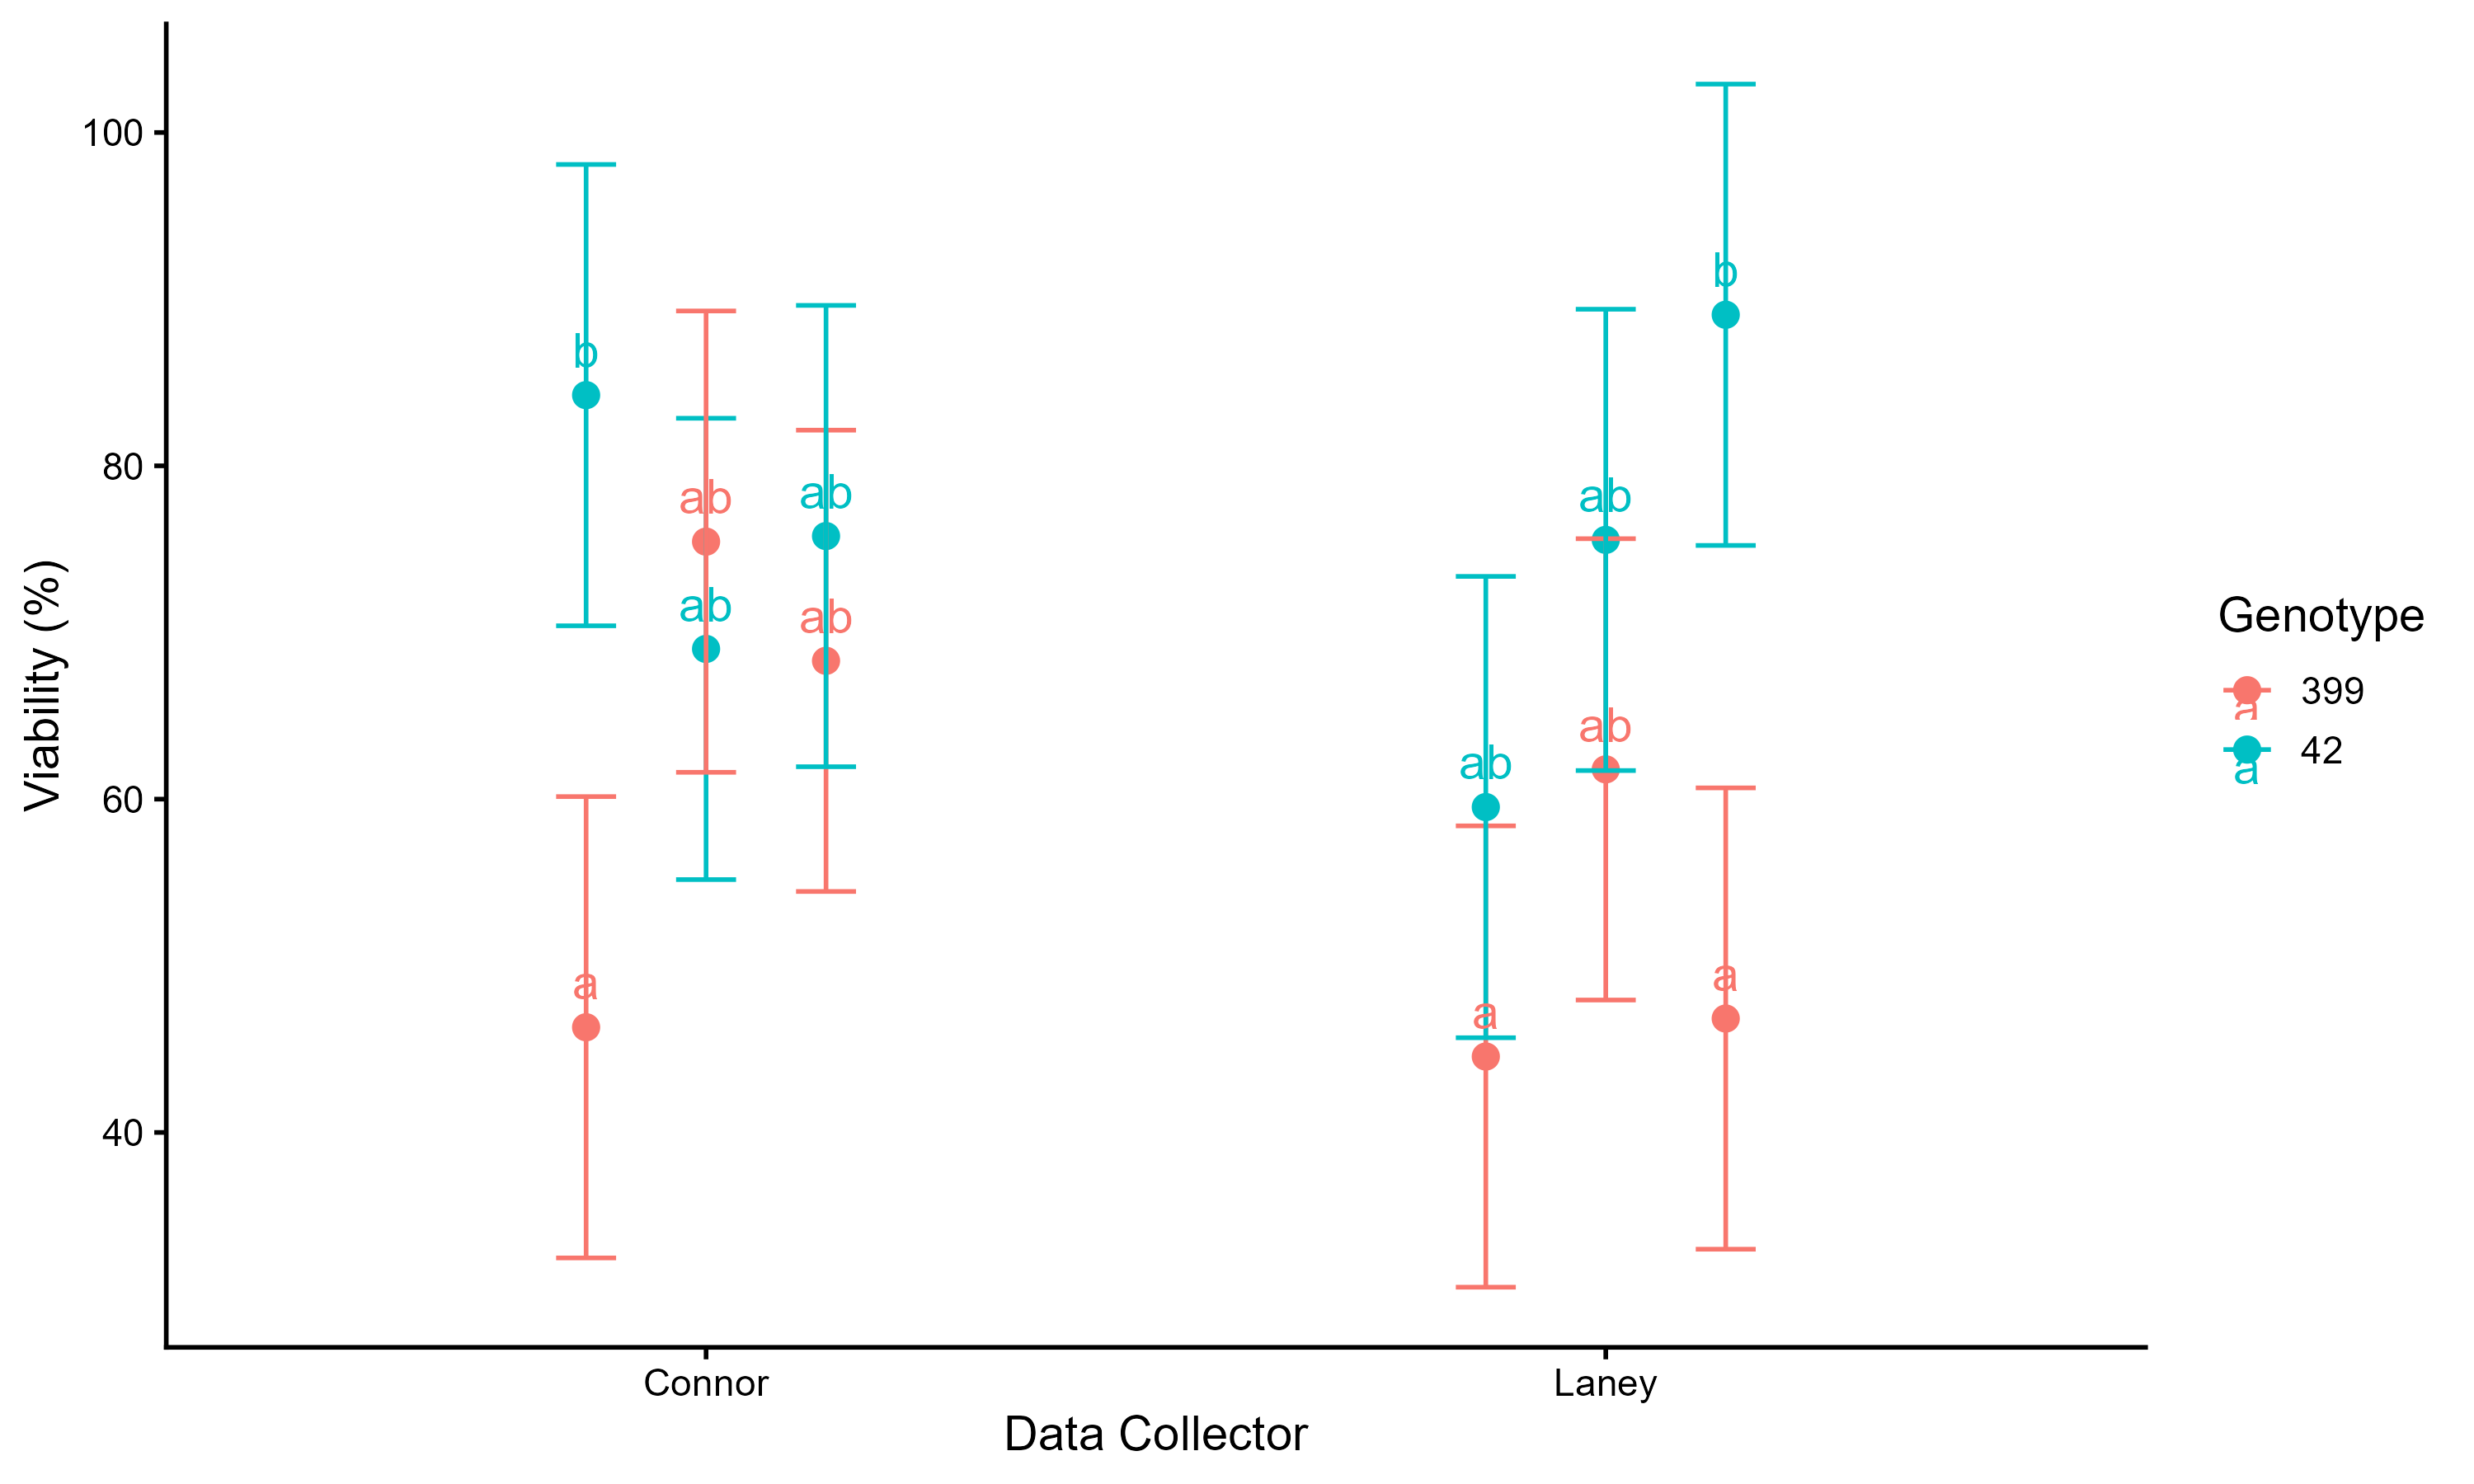 Viability (%)
100
80
60
40
b
a
ab
ab
ab
ab
ab
a
ab
ab
b
a
Connor
Laney
Data Collector
Genotype
a 399
a 42